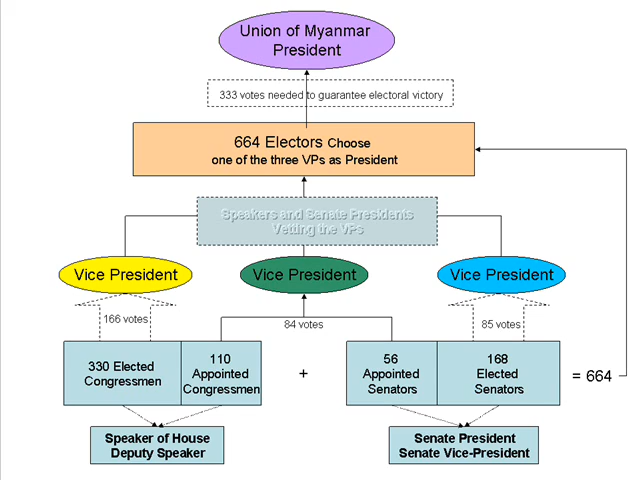 Union of Myanmar
President
333 votes needed to guarantee electoral victory
664 Electors Choose
one of the three VPs as President
Speakers and Senate Presidents
Vetting the VPs
Vice President
Vice President
Vice President
166 votes
84 votes
85 votes
330 Elected
Congressmen
110
Appointed
Congressmen
+
56
Appointed
Senators
168
Elected
Senators
= 664
Speaker of House
Deputy Speaker
Senate President
Senate Vice-President